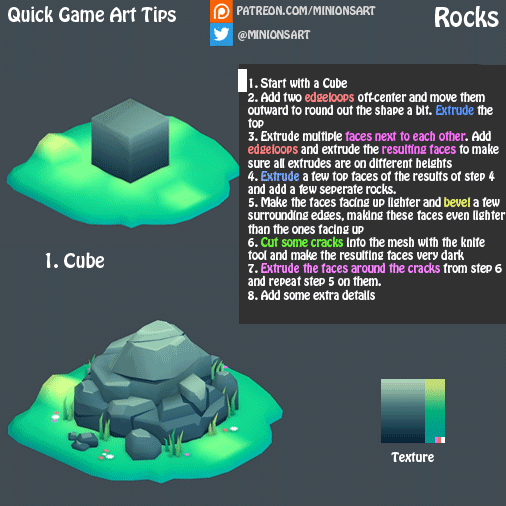 Quick Game Art Tips
PATREON.COM/MINIONSART
@MINIONSART
Rocks
1. Start with a Cube
2. Add two edgeloops off-center and move them
outward to round out the shape a bit. Extrude the
top
3. Extrude multiple faces next to each other. Add
edgeloops and extrude the resulting faces to make
sure all extrudes are on different heights
4. Extrude a few top faces of the results of step 4
and add a few seperate rocks.
5. Make the faces facing up lighter and bevel a few
surrounding edges, making these faces even lighter
than the ones facing up
6. Cut some cracks into the mesh with the knife
tool and make the resulting faces very dark
7. Extrude the faces around the cracks from step 6
and repeat step 5 on them.
8. Add some extra details
1. Cube
Texture